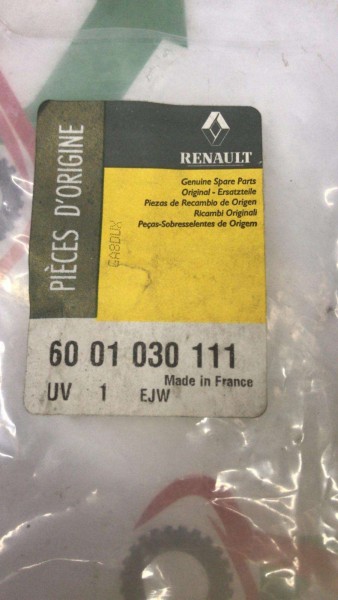 PIÈCES D'ORIGINE
RENAULT
Genuine Spare Parts
Original - Ersatzteile
Piezas de Recambio de Origen
Ricambi Originali
Peças-Sobresselentes de Origem
GABDUX
60 01 030 111
Made in France
UV 1 EJW